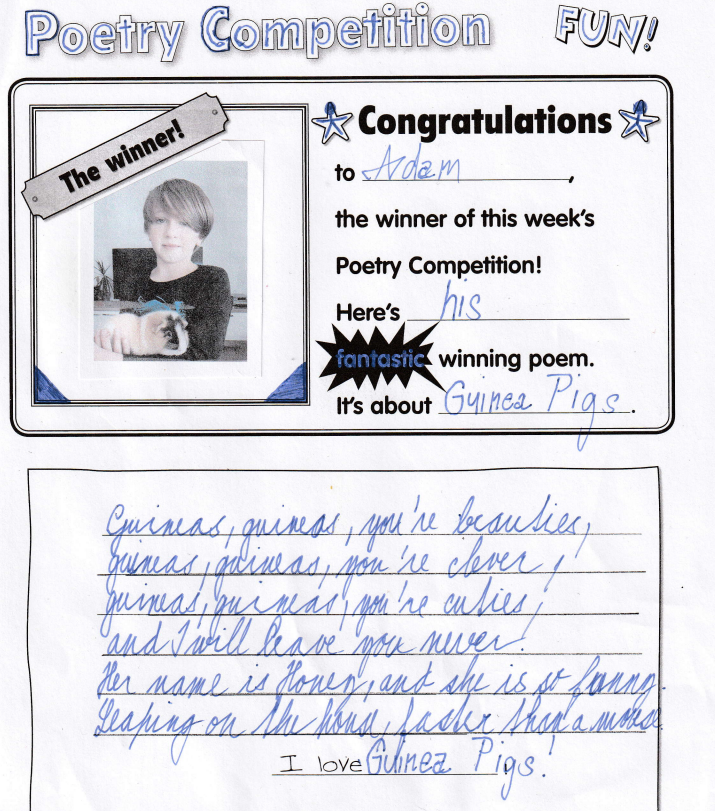 Poetry Competition FUN!
The winner!
Congratulations
to Adam,
the winner of this week's
Poetry Competition!
Here's his
fantastic winning poem.
It's about Guinea Pigs.
Guineas, guineas, you're beauties,
guineas, guineas, you're clever,
guineas, guineas, you're cuties,
and I will leave you never.
Her name is Honey, and she is so funny.
Leaping on the hond, faster than a mouse.
I love Guinea Pigs!